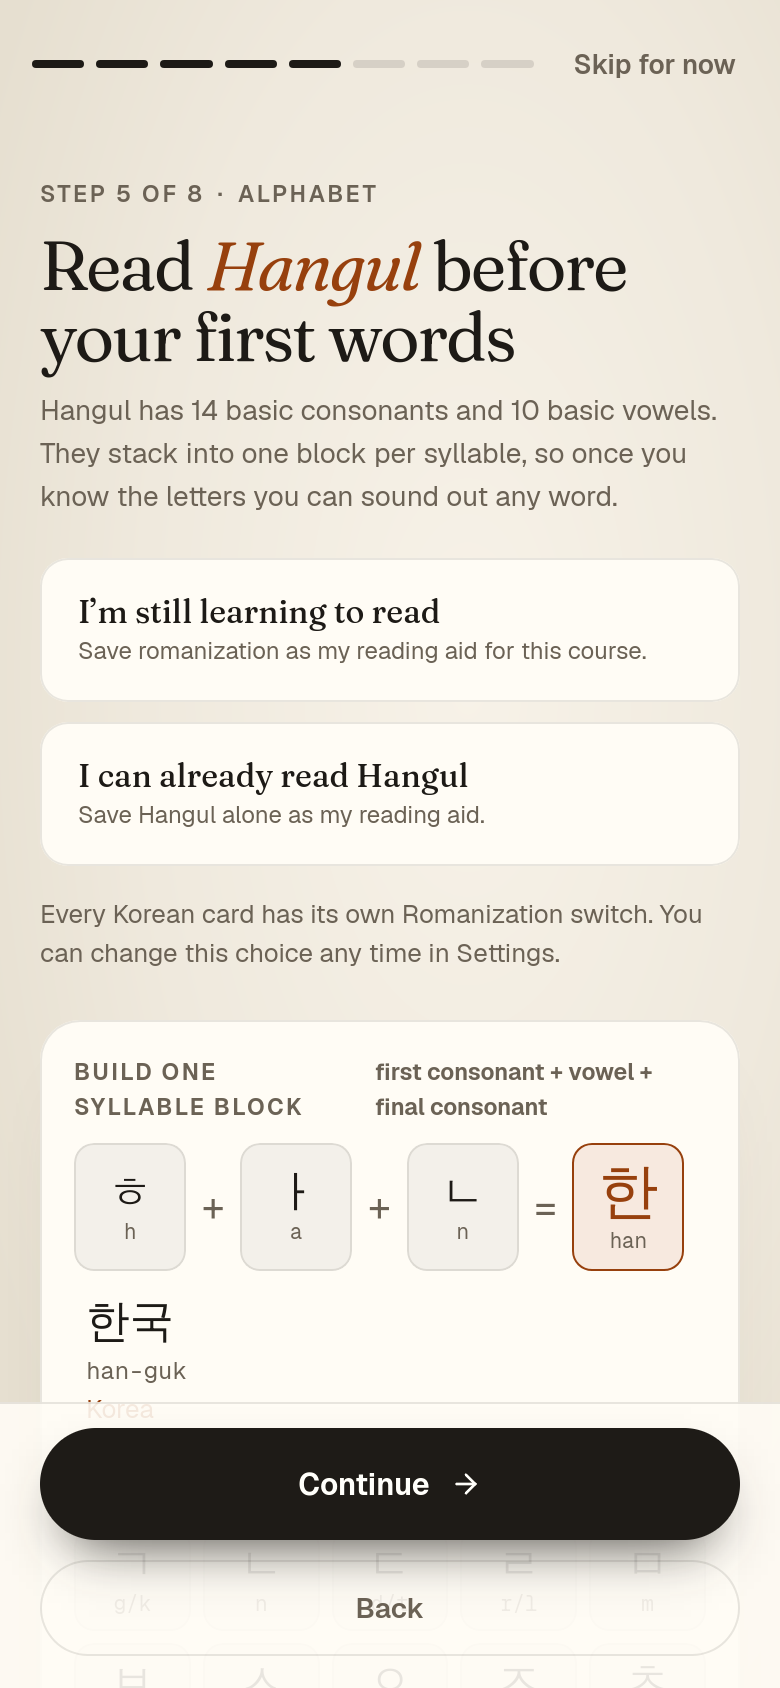 Skip for now
STEP 5 OF 8 · ALPHABET
Read Hangul before
your first words
Hangul has 14 basic consonants and 10 basic vowels.
They stack into one block per syllable, so once you
know the letters you can sound out any word.
I’m still learning to read
Save romanization as my reading aid for this course.
I can already read Hangul
Save Hangul alone as my reading aid.
Every Korean card has its own Romanization switch. You
can change this choice any time in Settings.
BUILD ONE
SYLLABLE BLOCK
first consonant + vowel +
final consonant
ㅎ + ㅏ + ㄴ = 한
h a n han
한국
han-guk
Korea
Continue →
ㄱ ㄴ ㄷ ㄹ ㅁ
g/k n r/l m
Back
ㅂ ㅅ ㅇ ㅈ ㅊ